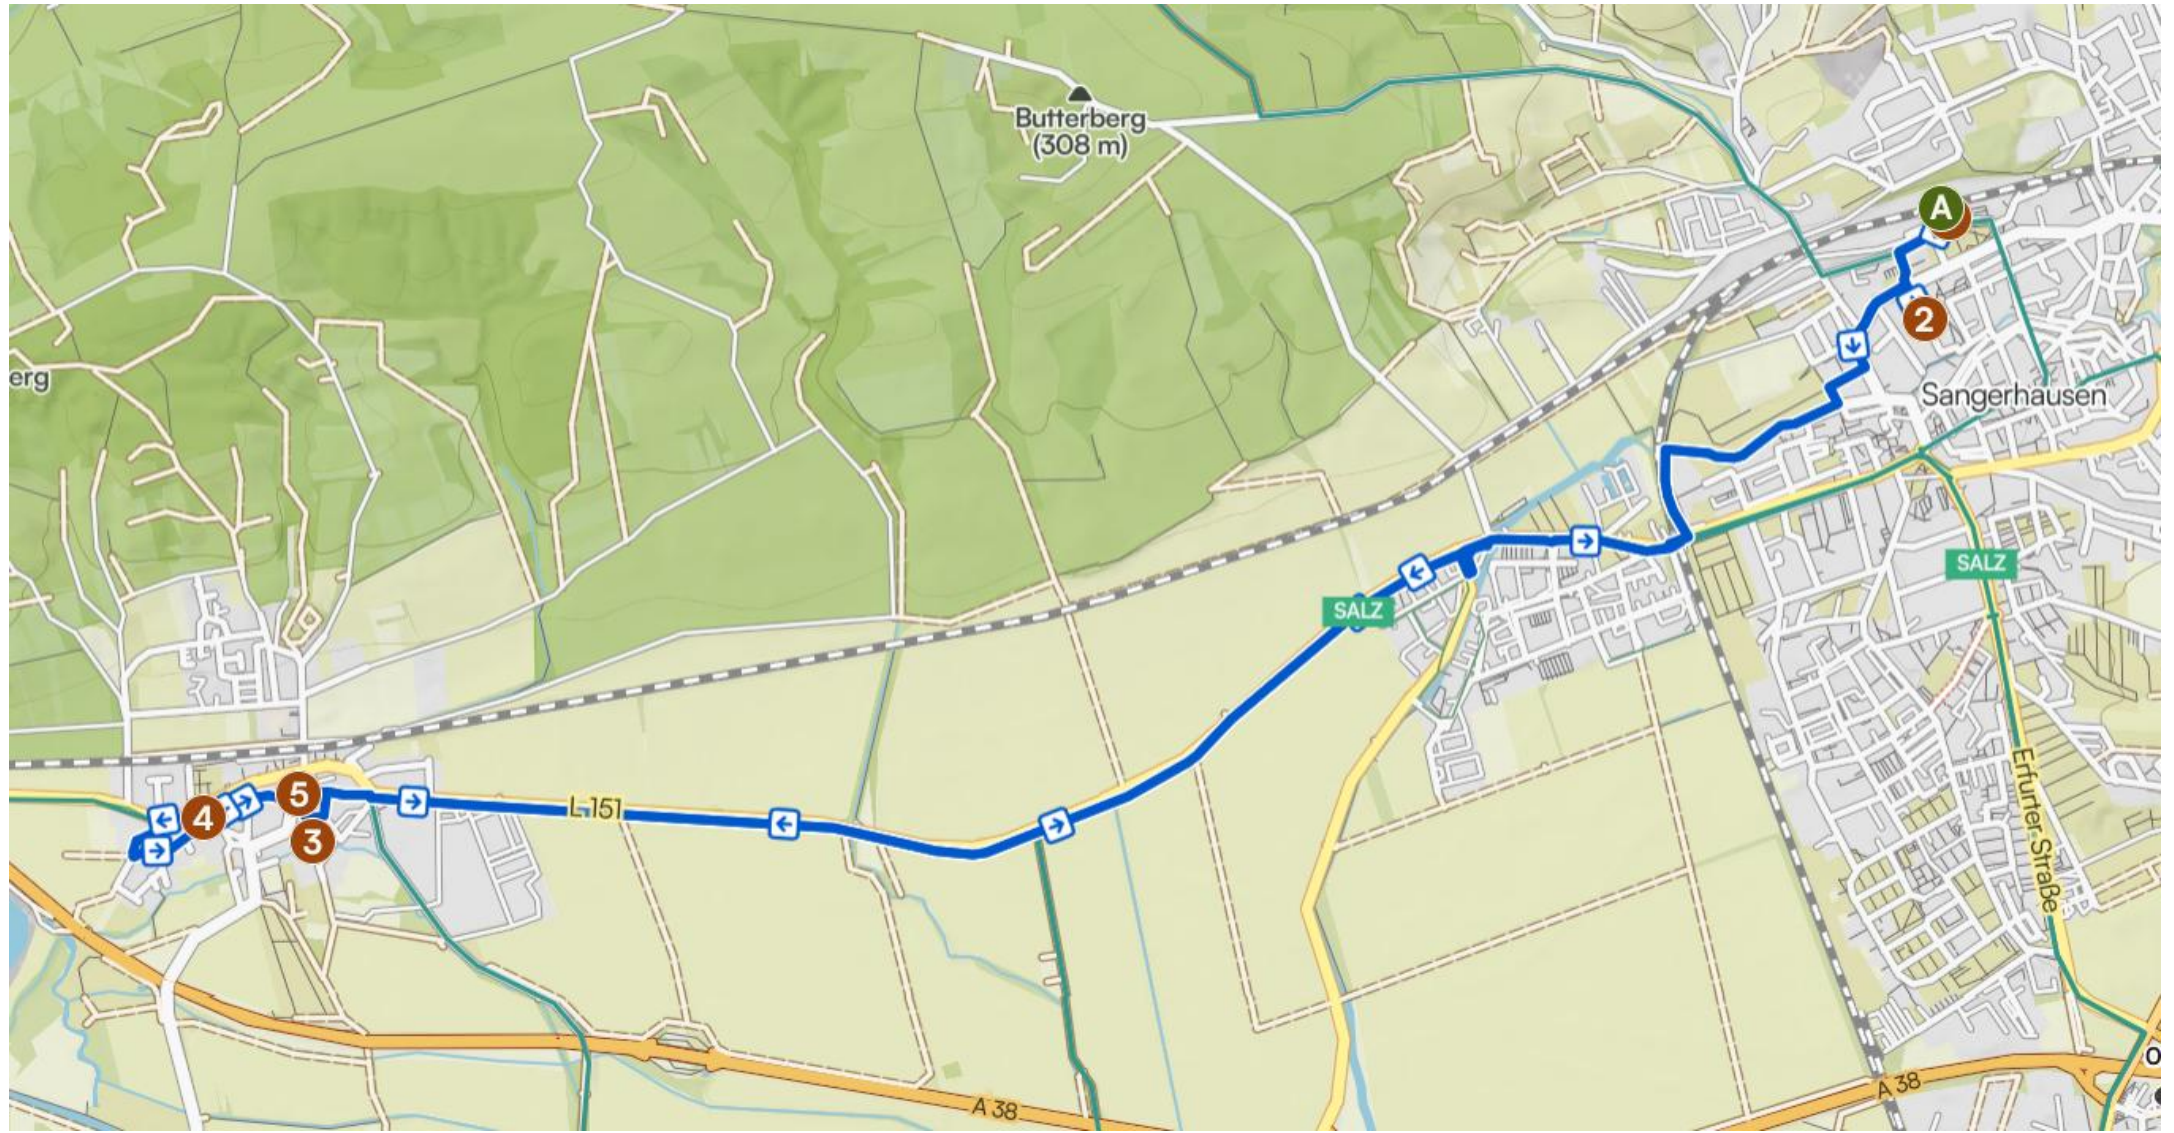 Butterberg
(308 m)
A
2
erg
Sangerhausen
SALZ
SALZ
5
4
L 151
3
Erfurter Straße
A 38
A 38